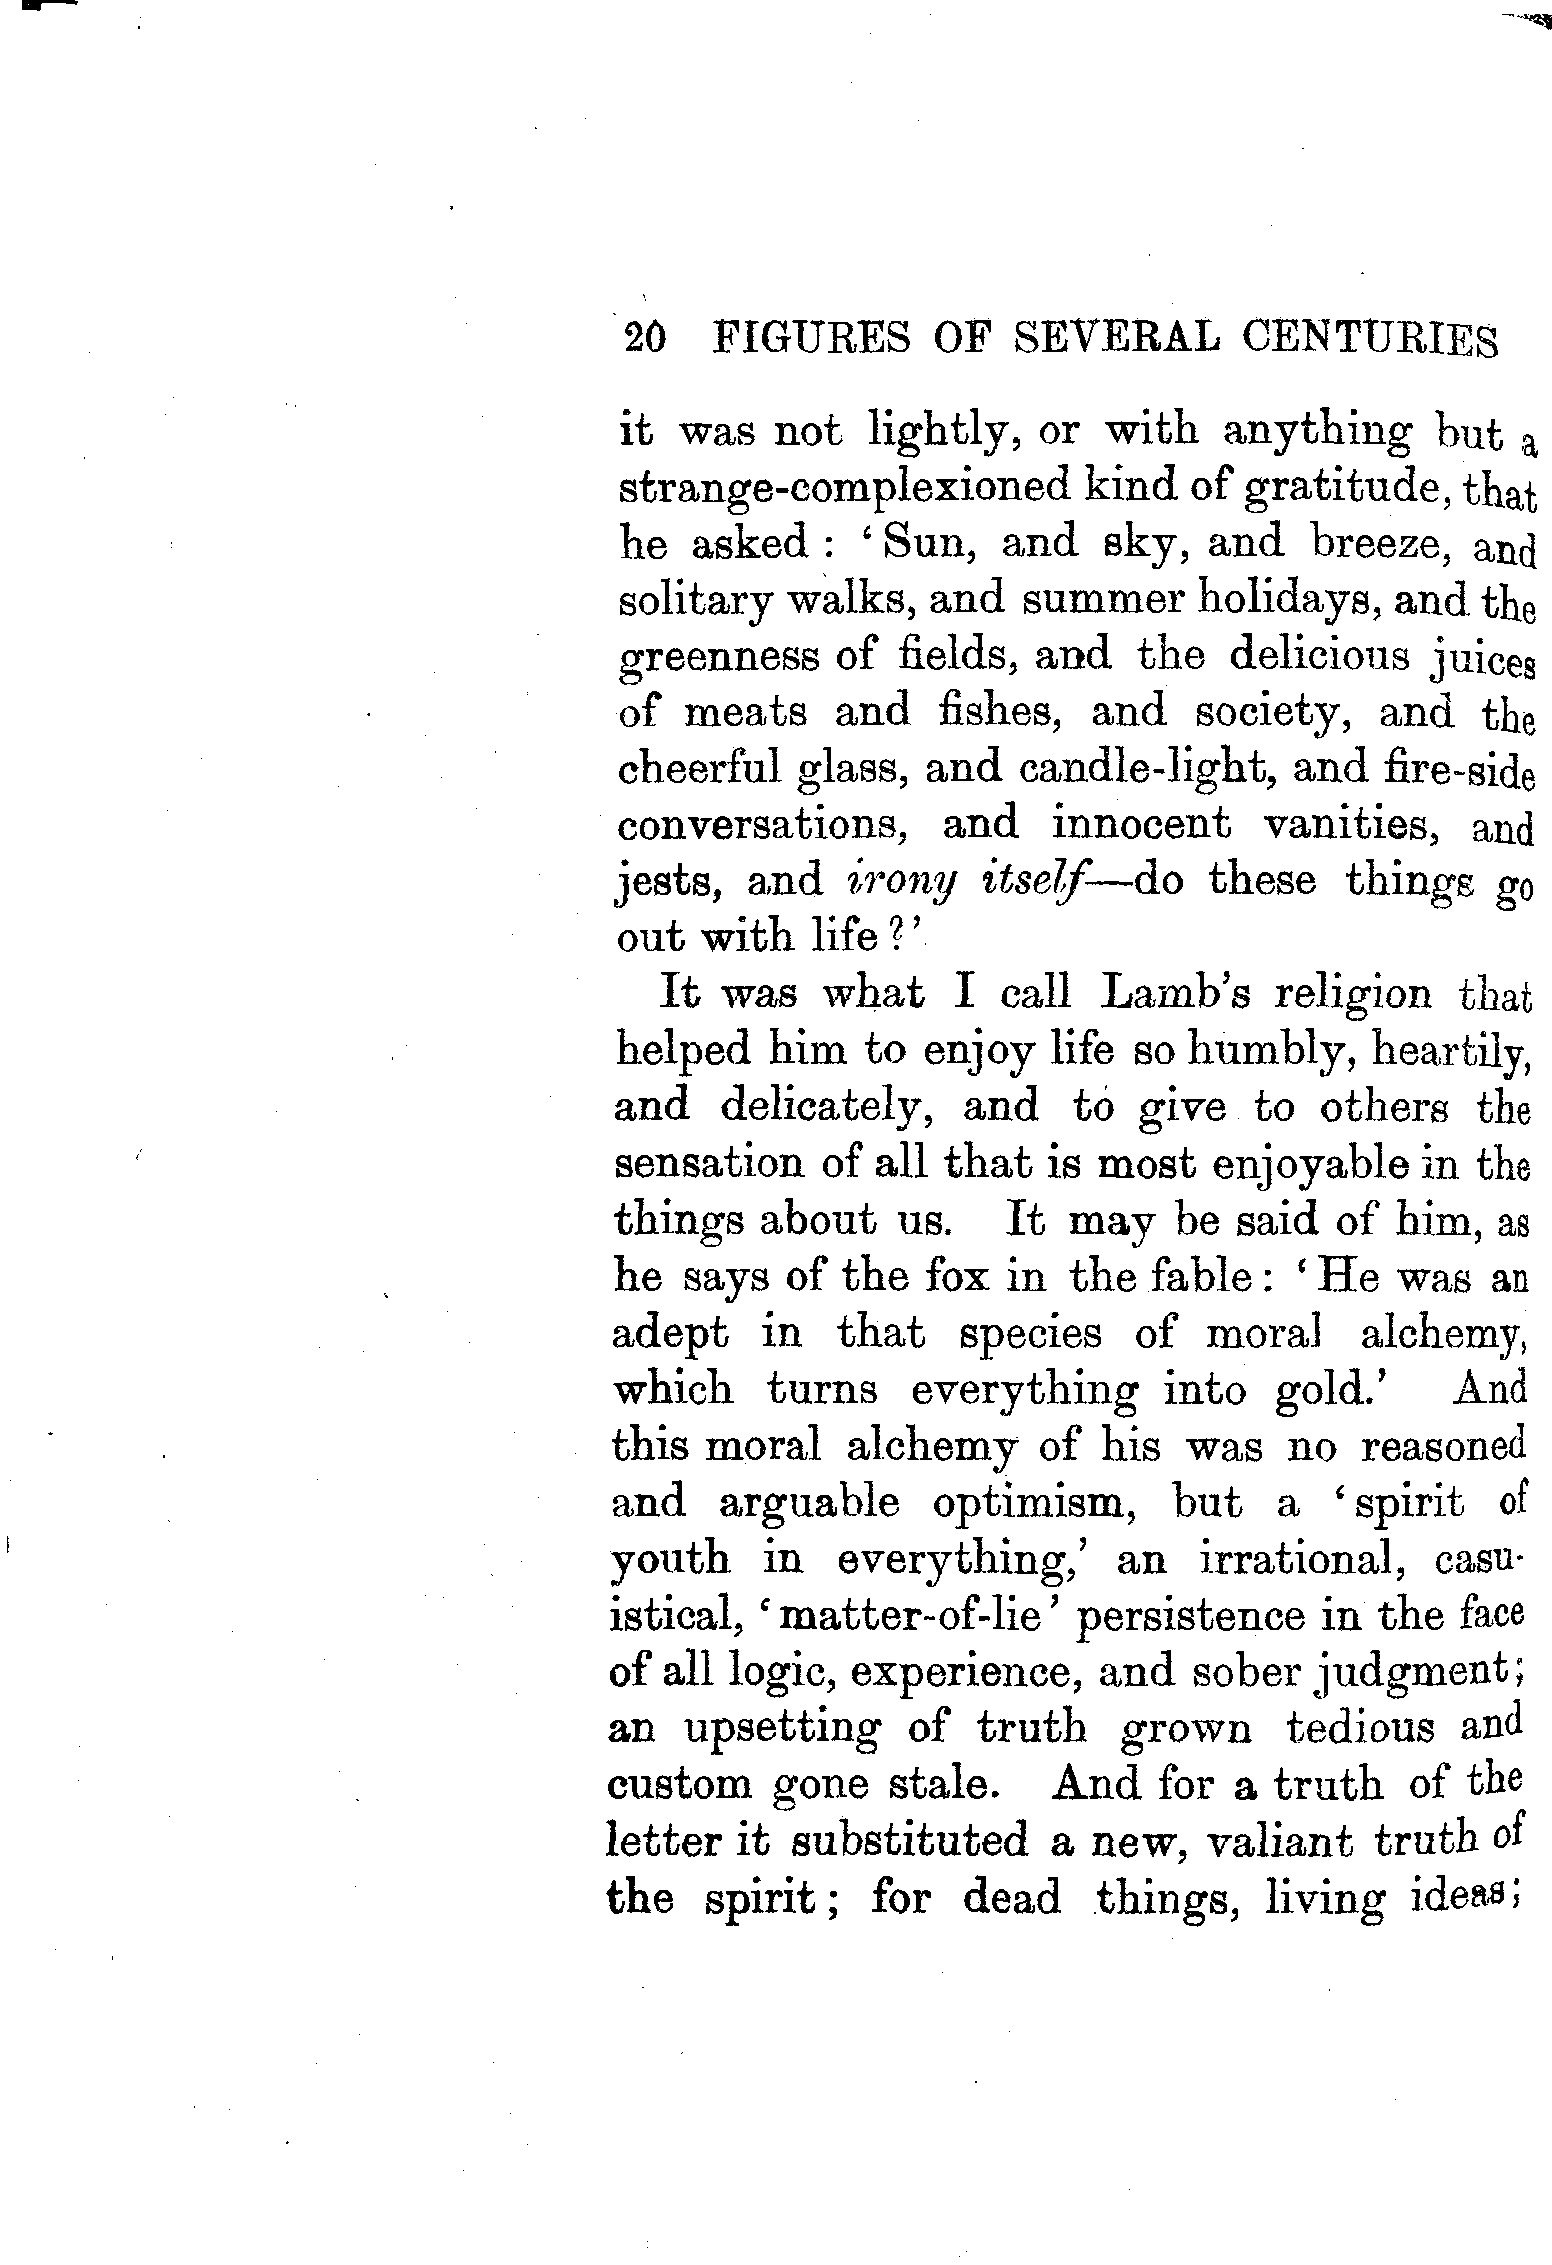 20 FIGURES OF SEVERAL CENTURIES
it was not lightly, or with anything but a
strange-complexioned kind of gratitude, that
he asked : ‘ Sun, and sky, and breeze, and
solitary walks, and summer holidays, and the
greenness of fields, and the delicious juices
of meats and fishes, and society, and the
cheerful glass, and candle-light, and fire-side
conversations, and innocent vanities, and
jests, and irony itself—do these things go
out with life ?’
It was what I call Lamb’s religion that
helped him to enjoy life so humbly, heartily,
and delicately, and to give to others the
sensation of all that is most enjoyable in the
things about us. It may be said of him, as
he says of the fox in the fable : ‘ He was an
adept in that species of moral alchemy,
which turns everything into gold.’ And
this moral alchemy of his was no reasoned
and arguable optimism, but a ‘ spirit of
youth in everything,’ an irrational, casu-
istical, ‘ matter-of-lie ’ persistence in the face
of all logic, experience, and sober judgment ;
an upsetting of truth grown tedious and
custom gone stale. And for a truth of the
letter it substituted a new, valiant truth of
the spirit ; for dead things, living ideas ;